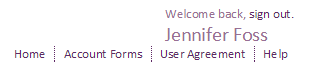 Welcome back, sign out.
Jennifer Foss
Home Account Forms User Agreement Help